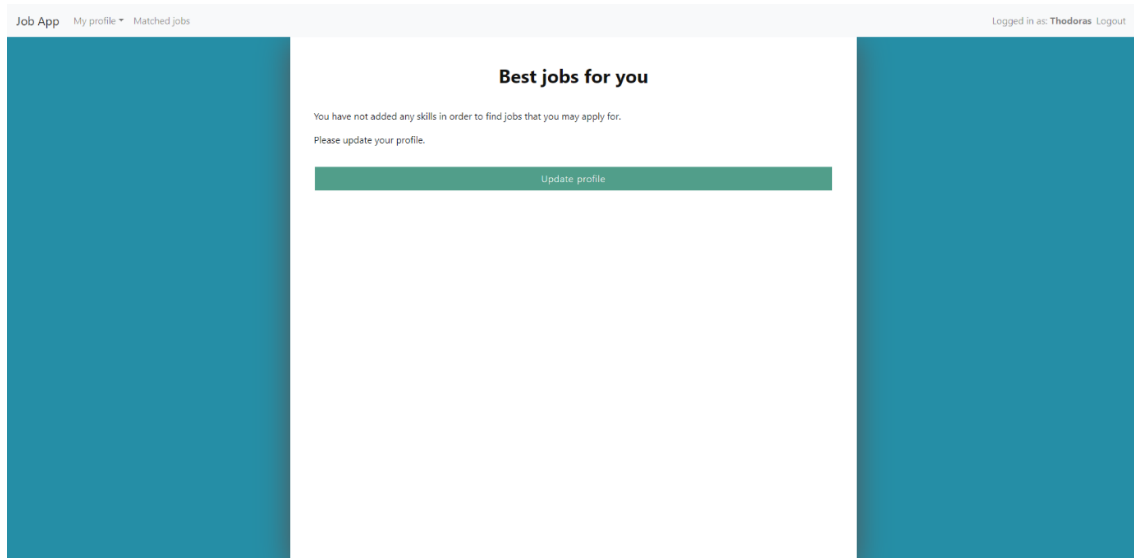 Job App My profile Matched jobs Logged in as: Thodoras Logout
Best jobs for you
You have not added any skills in order to find jobs that you may apply for.
Please update your profile.
Update profile